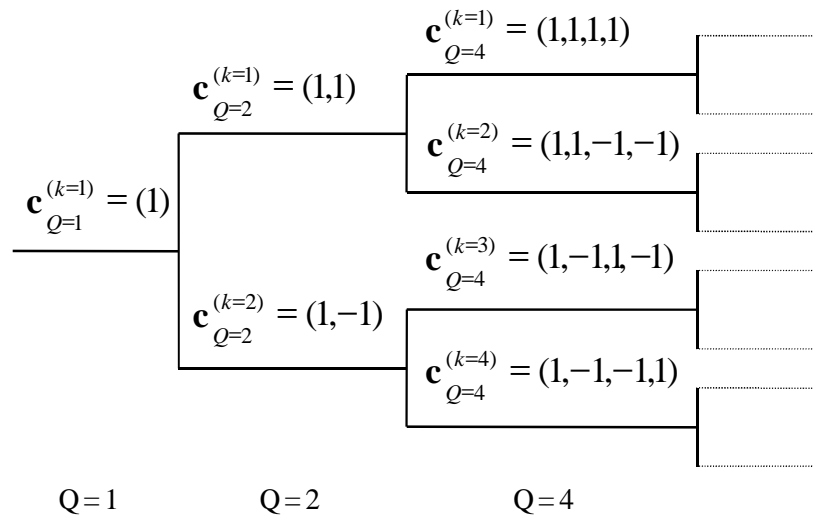 c_{Q=4}^{(k=1)} = (1,1,1,1)
c_{Q=2}^{(k=1)} = (1,1)
c_{Q=4}^{(k=2)} = (1,1,−1,−1)
c_{Q=1}^{(k=1)} = (1)
c_{Q=4}^{(k=3)} = (1,−1,1,−1)
c_{Q=2}^{(k=2)} = (1,−1)
c_{Q=4}^{(k=4)} = (1,−1,−1,1)
Q = 1 Q = 2 Q = 4